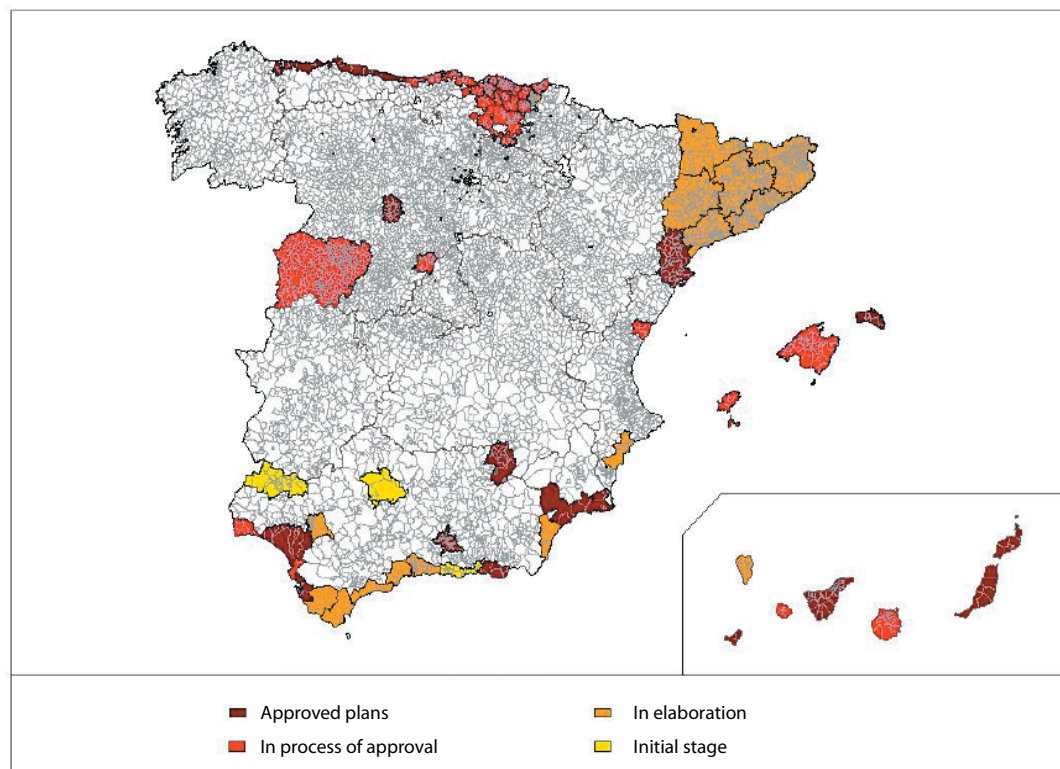 Approved plans
In elaboration
In process of approval
Initial stage